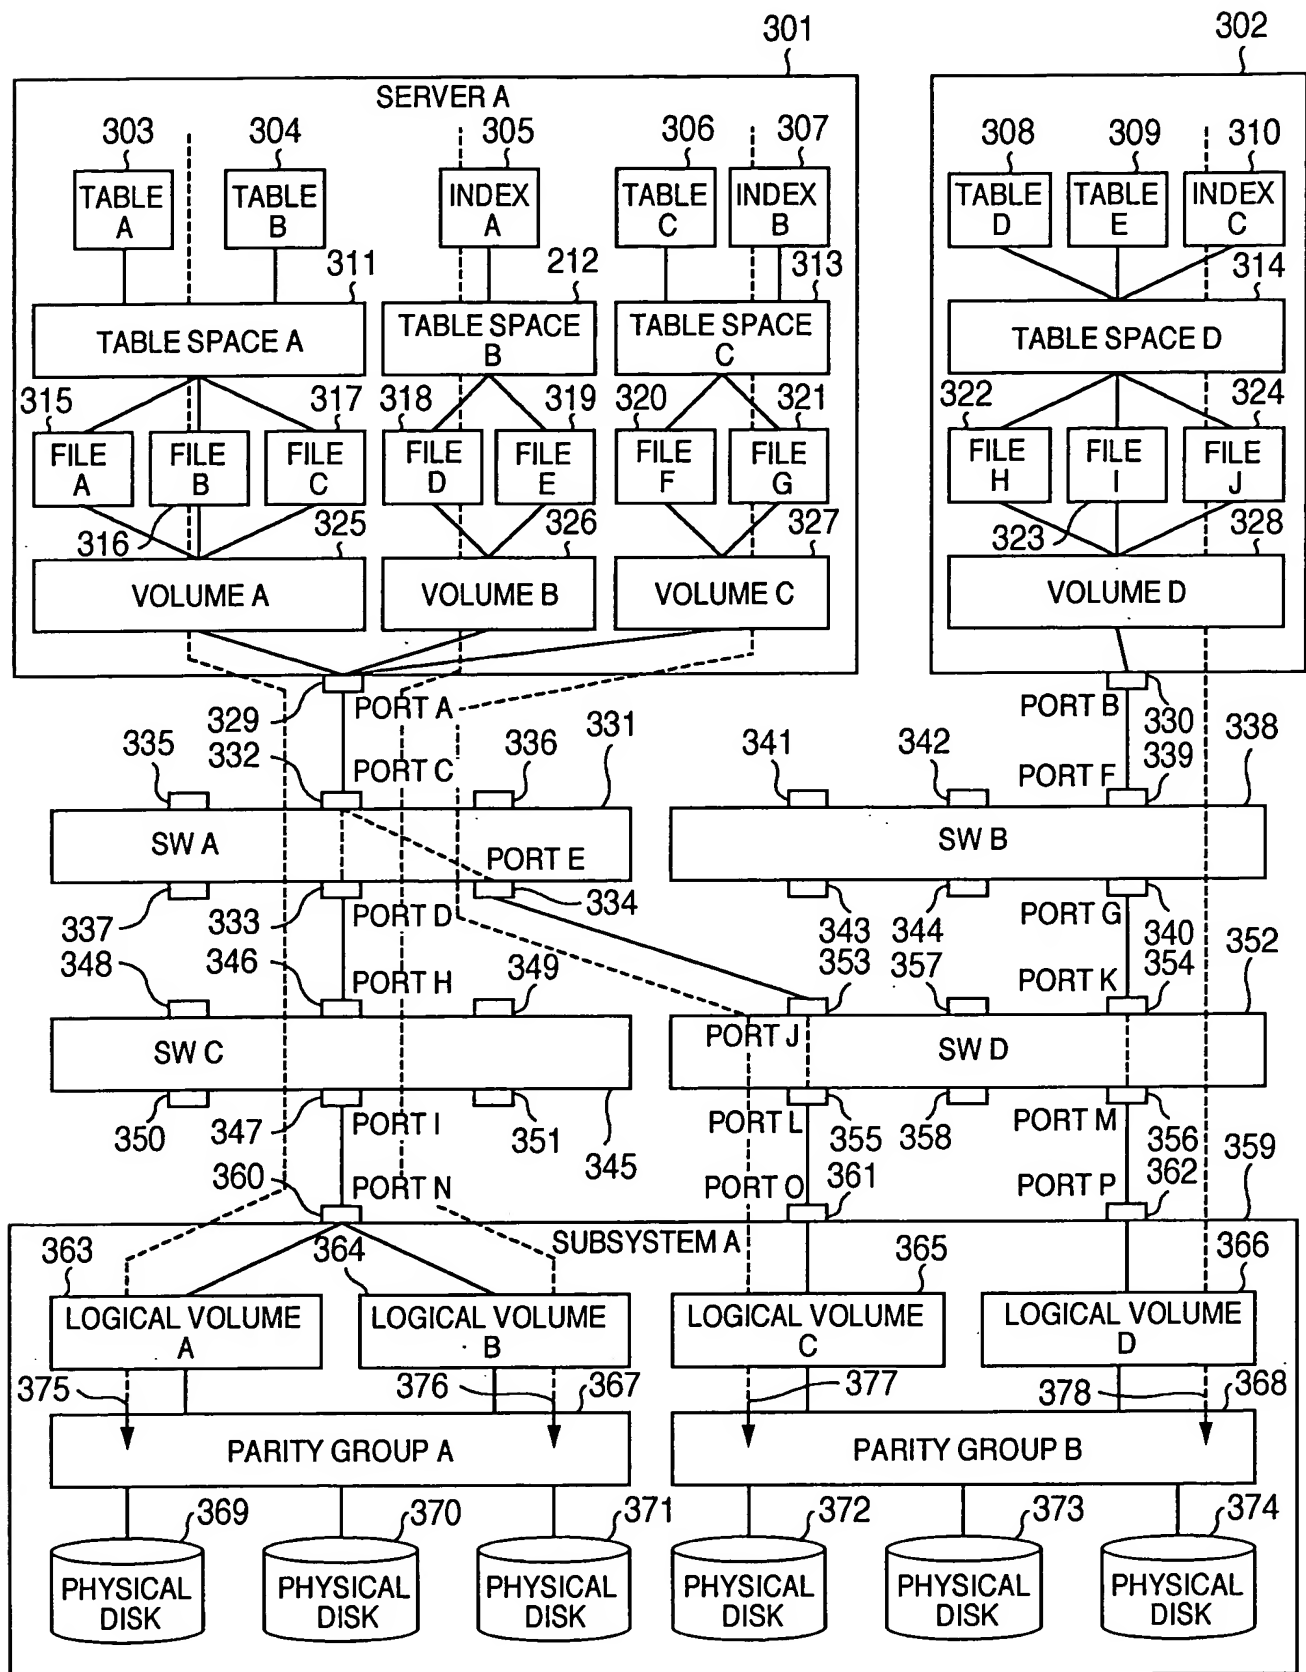 301
302
SERVER A
303
304
305
306
307
308
309
310
TABLE
A
TABLE
B
INDEX
A
TABLE
C
INDEX
B
TABLE
D
TABLE
E
INDEX
C
311
212
313
314
TABLE SPACE A
TABLE SPACE
B
TABLE SPACE
C
TABLE SPACE D
315
317
318
319
320
321
322
324
FILE
A
FILE
B
FILE
C
FILE
D
FILE
E
FILE
F
FILE
G
FILE
H
FILE
I
FILE
J
316
325
326
327
323
328
VOLUME A
VOLUME B
VOLUME C
VOLUME D
329
PORT A
PORT B
330
335
332
PORT C
336
331
341
342
PORT F
339
338
SW A
PORT E
SW B
337
333
PORT D
334
343
344
PORT G
340
348
346
PORT H
349
353
357
PORT K
354
352
SW C
PORT J
SW D
350
347
PORT I
351
345
PORT L
355
358
PORT M
356
359
360
PORT N
PORT O
361
PORT P
362
363
364
SUBSYSTEM A
365
366
LOGICAL VOLUME
A
LOGICAL VOLUME
B
LOGICAL VOLUME
C
LOGICAL VOLUME
D
375
376
367
377
378
368
PARITY GROUP A
PARITY GROUP B
369
370
371
372
373
374
PHYSICAL
DISK
PHYSICAL
DISK
PHYSICAL
DISK
PHYSICAL
DISK
PHYSICAL
DISK
PHYSICAL
DISK